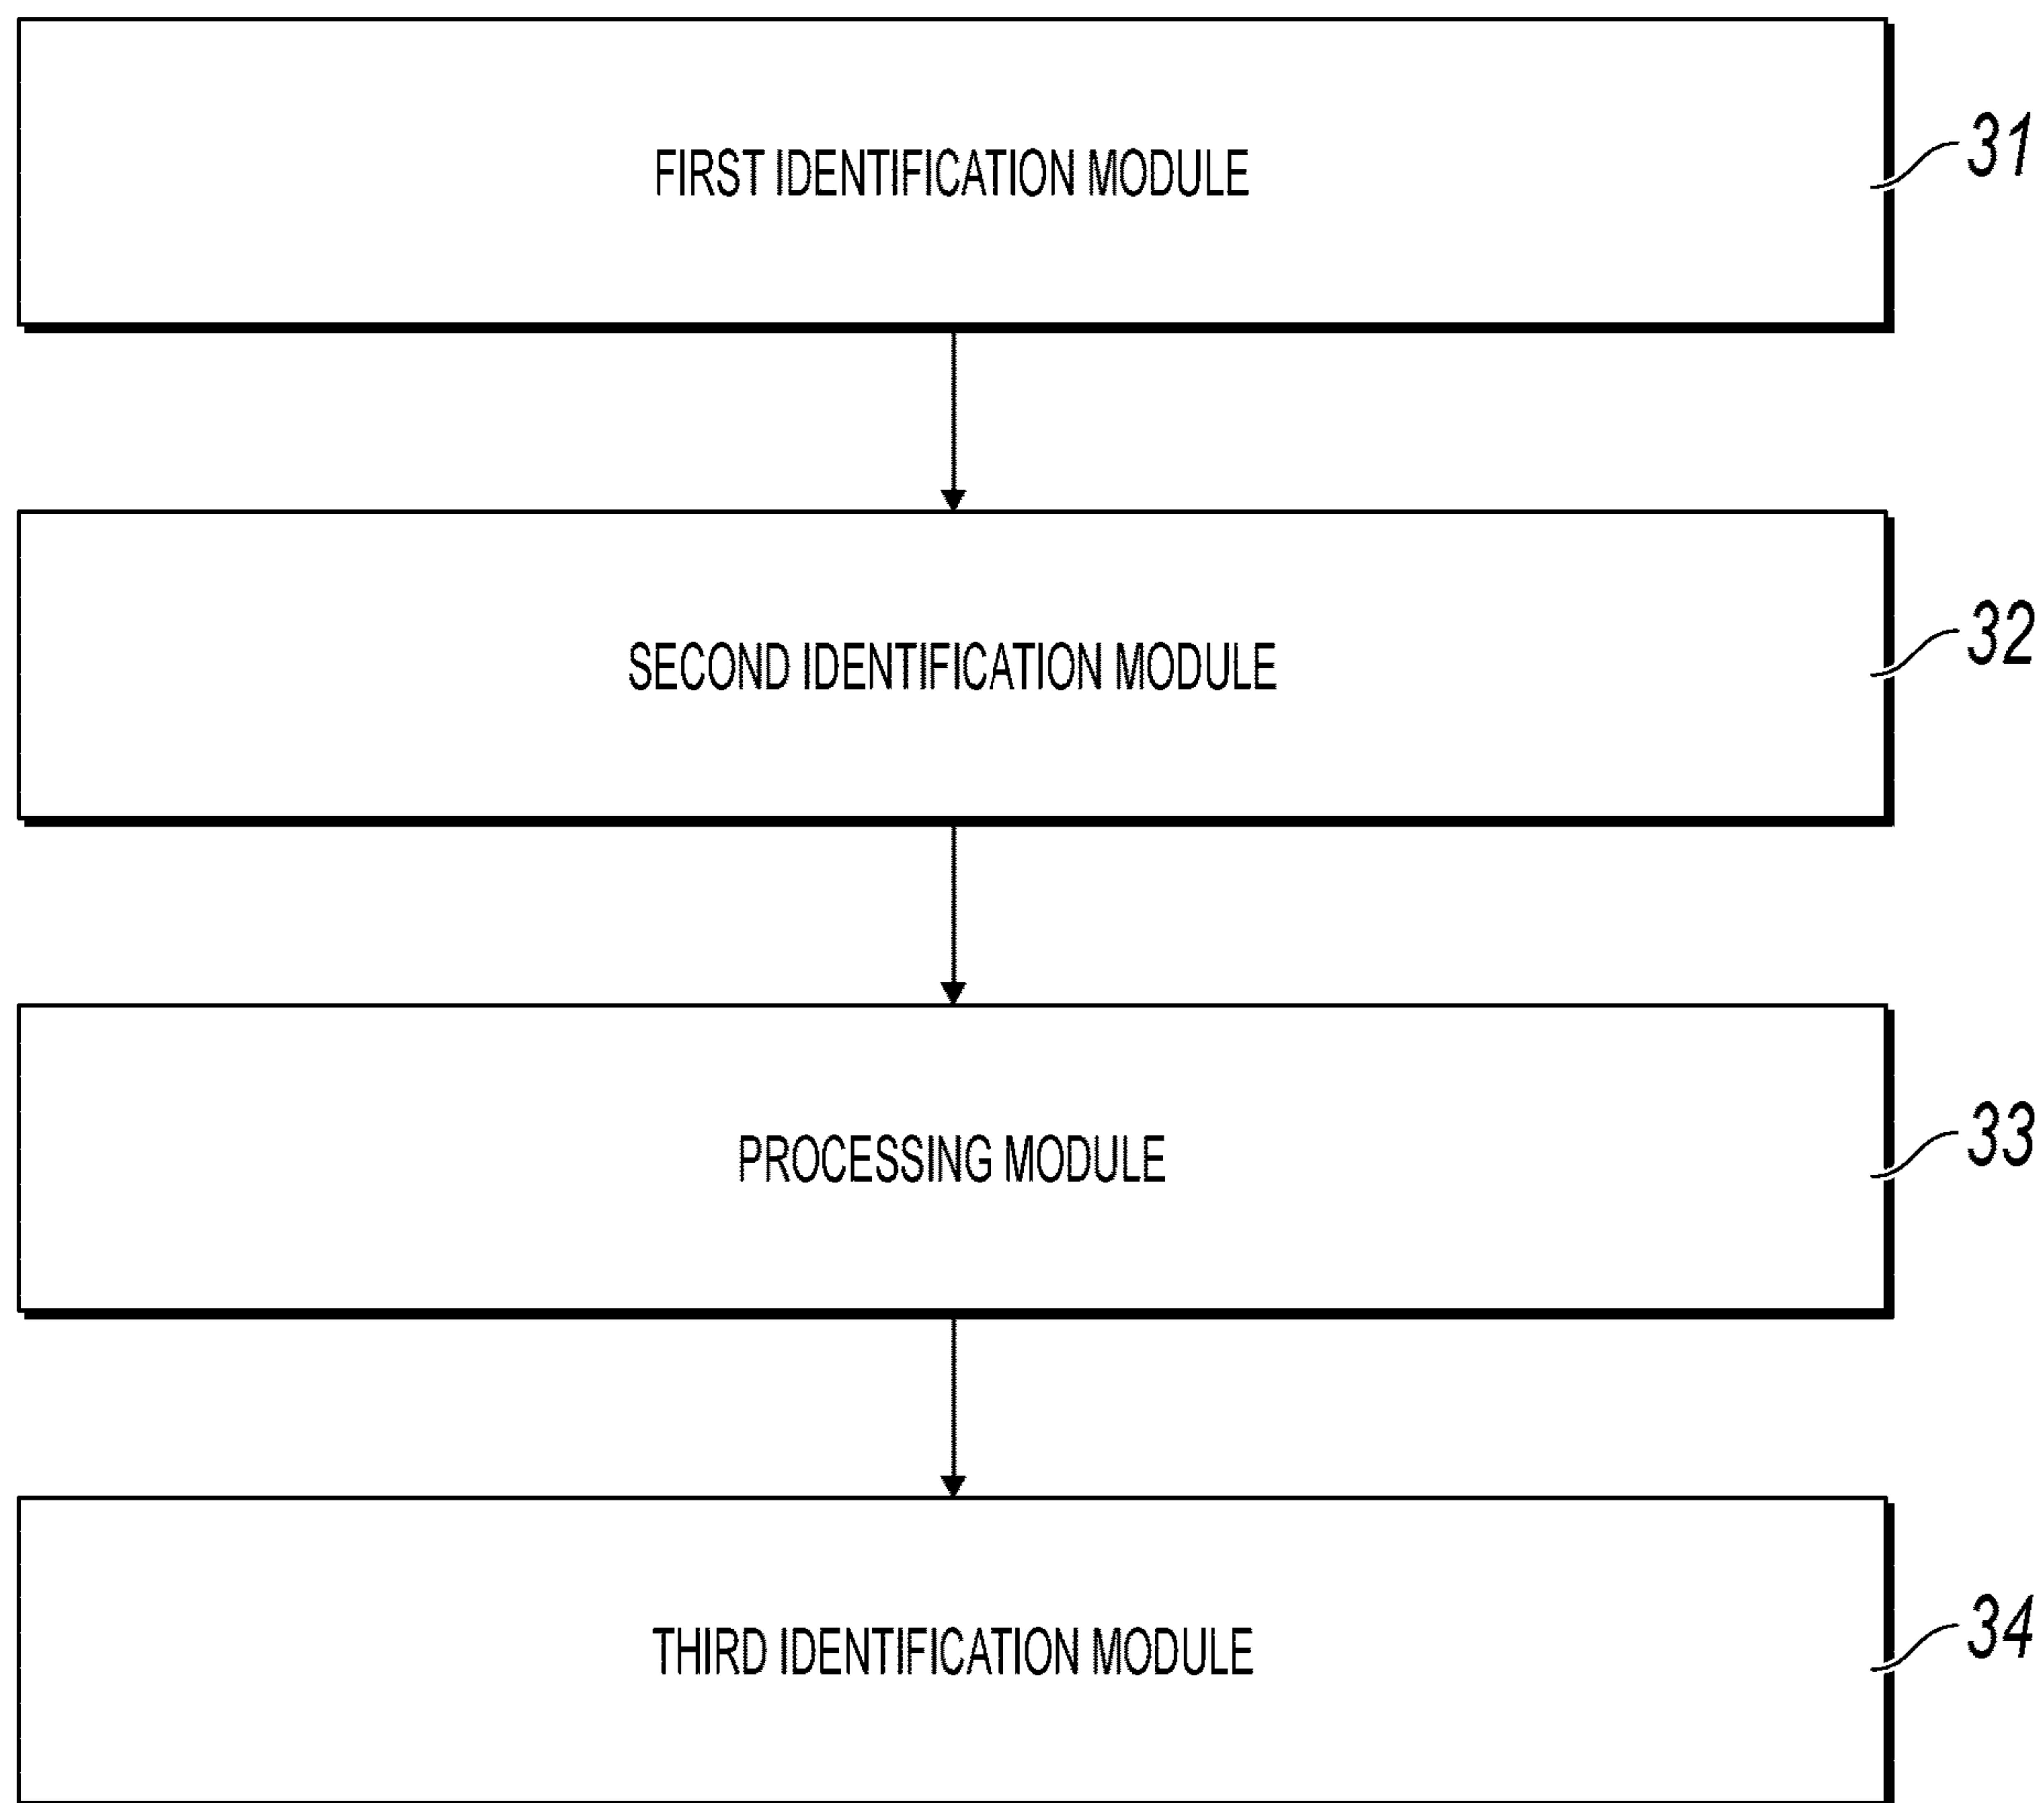 FIRST IDENTIFICATION MODULE
31
SECOND IDENTIFICATION MODULE
32
PROCESSING MODULE
33
THIRD IDENTIFICATION MODULE
34